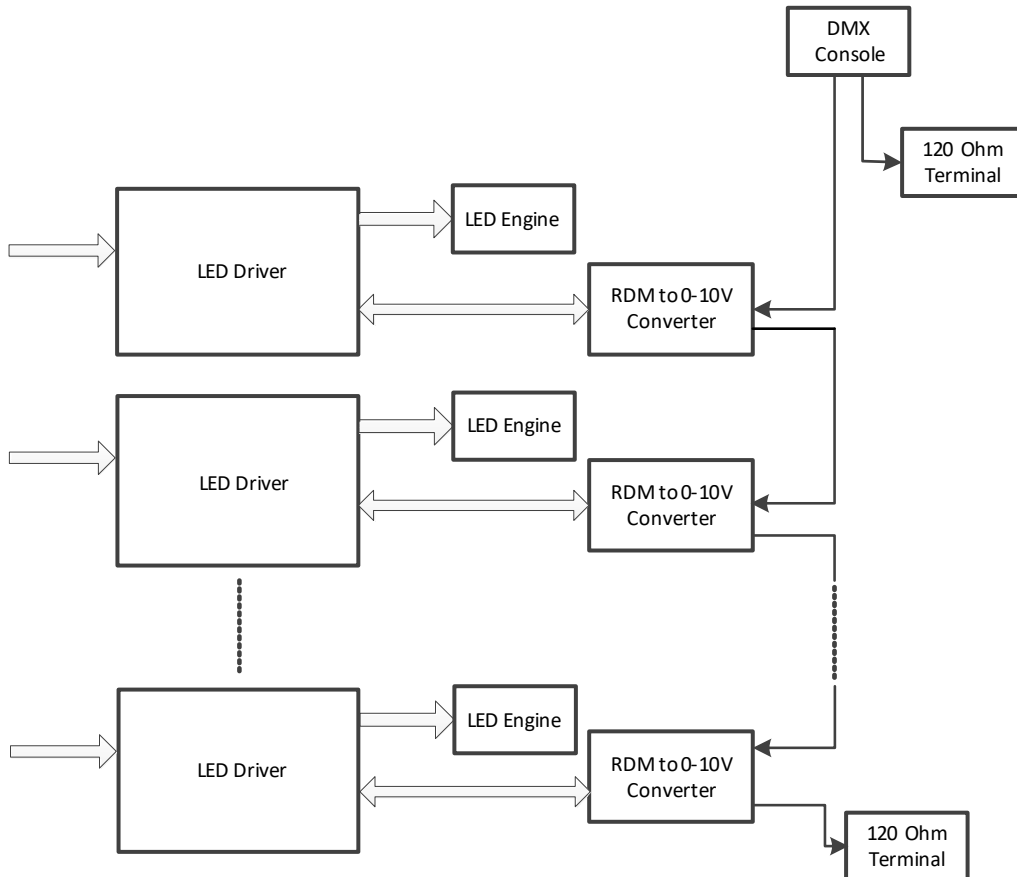 DMX
Console
120 Ohm
Terminal
LED Engine
LED Driver
RDM to 0-10V
Converter
LED Engine
LED Driver
RDM to 0-10V
Converter
LED Engine
LED Driver
RDM to 0-10V
Converter
120 Ohm
Terminal